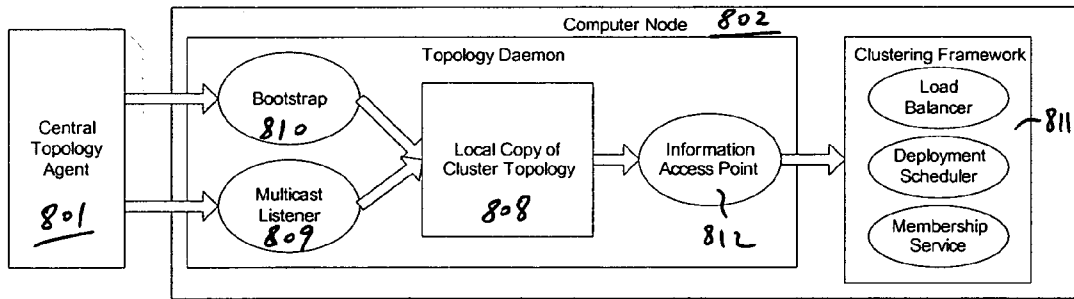 Computer Node 802
Topology Daemon
Clustering Framework
Central
Topology
Agent
801
Bootstrap
810
Multicast
Listener
809
Local Copy of
Cluster Topology
808
Information
Access Point
812
Load
Balancer
Deployment
Scheduler
Membership
Service
811